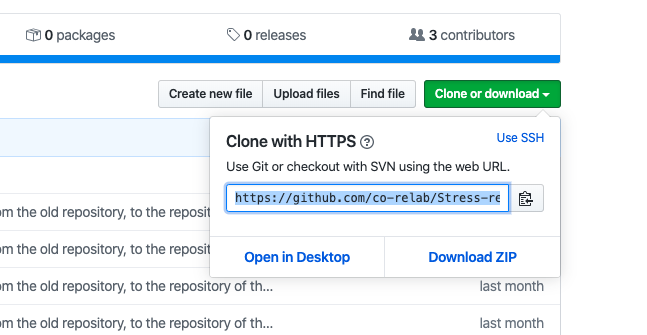 0 packages 0 releases 3 contributors
Create new file Upload files Find file Clone or download
Clone with HTTPS Use SSH
Use Git or checkout with SVN using the web URL.
https://github.com/co-relab/Stress-re
om the old repository, to the reposit
om the old repository, to the reposit
Open in Desktop Download ZIP
om the old repository, to the repository of th... last month
om the old repository, to the repository of th... last month